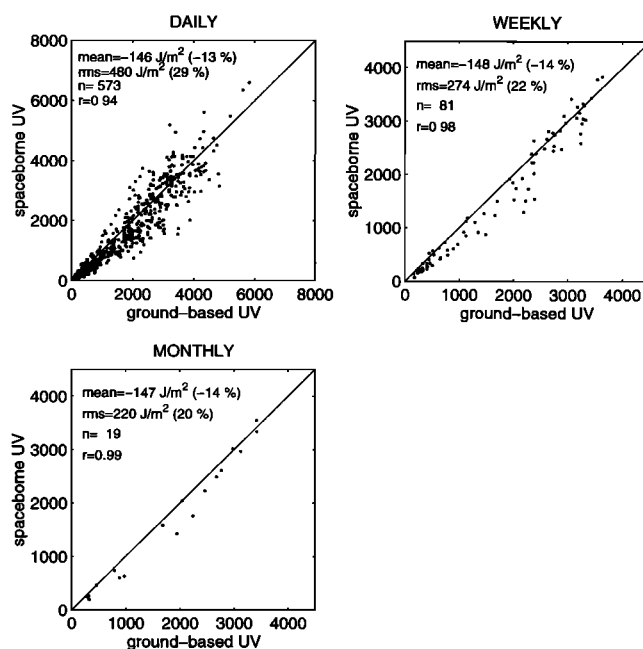 DAILY
8000
6000
4000
2000
0
spaceborne UV
mean=-146 J/m² (-13 %)
rms=480 J/m² (29 %)
n= 573
r=0 94
0 2000 4000 6000 8000
ground-based UV
WEEKLY
4000
3000
2000
1000
0
spaceborne UV
mean=-148 J/m² (-14 %)
rms=274 J/m² (22 %)
n= 81
r=0 98
0 1000 2000 3000 4000
ground-based UV
MONTHLY
4000
3000
2000
1000
0
spaceborne UV
mean=-147 J/m² (-14 %)
rms=220 J/m² (20 %)
n= 19
r=0.99
0 1000 2000 3000 4000
ground-based UV